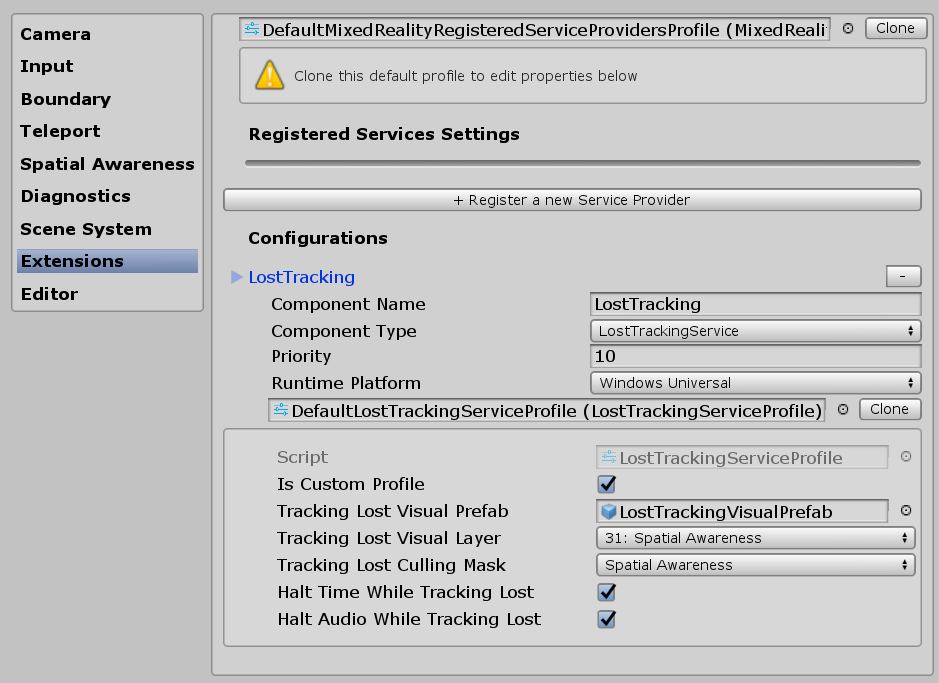 Camera
Input
Boundary
Teleport
Spatial Awareness
Diagnostics
Scene System
Extensions
Editor
DefaultMixedRealityRegisteredServiceProvidersProfile (MixedReali
Clone
Clone this default profile to edit properties below
Registered Services Settings
+ Register a new Service Provider
Configurations
LostTracking -
Component Name LostTracking
Component Type LostTrackingService
Priority 10
Runtime Platform Windows Universal
DefaultLostTrackingServiceProfile (LostTrackingServiceProfile) Clone
Script LostTrackingServiceProfile
Is Custom Profile
Tracking Lost Visual Prefab LostTrackingVisualPrefab
Tracking Lost Visual Layer 31: Spatial Awareness
Tracking Lost Culling Mask Spatial Awareness
Halt Time While Tracking Lost
Halt Audio While Tracking Lost